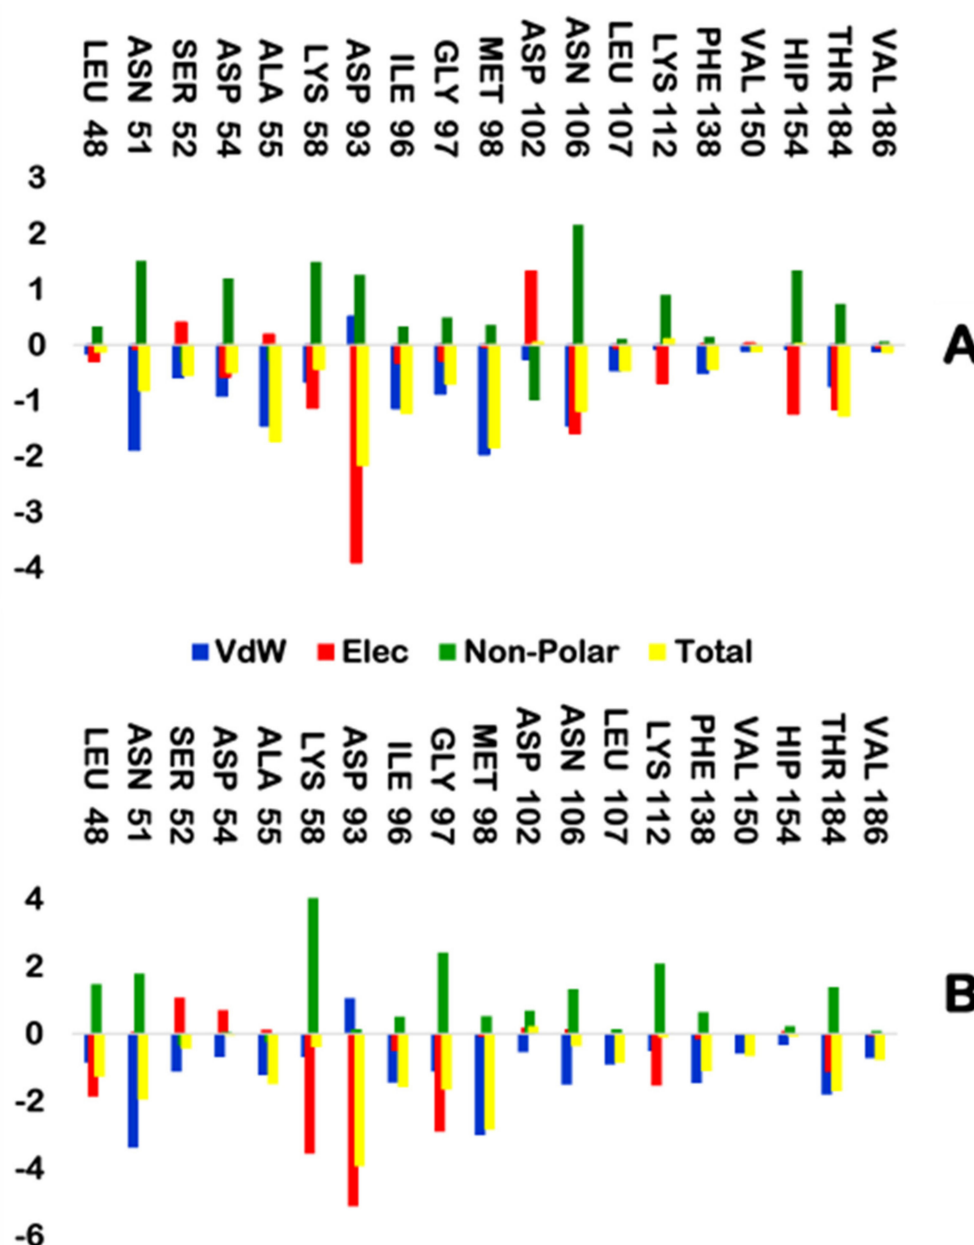 LEU 48
ASN 51
SER 52
ASP 54
ALA 55
LYS 58
ASP 93
ILE 96
GLY 97
MET 98
ASP 102
ASN 106
LEU 107
LYS 112
PHE 138
VAL 150
HIP 154
THR 184
VAL 186
3
2
1
0
-1
-2
-3
-4
A
VdW Elec Non-Polar Total
LEU 48
ASN 51
SER 52
ASP 54
ALA 55
LYS 58
ASP 93
ILE 96
GLY 97
MET 98
ASP 102
ASN 106
LEU 107
LYS 112
PHE 138
VAL 150
HIP 154
THR 184
VAL 186
4
2
0
-2
-4
-6
B